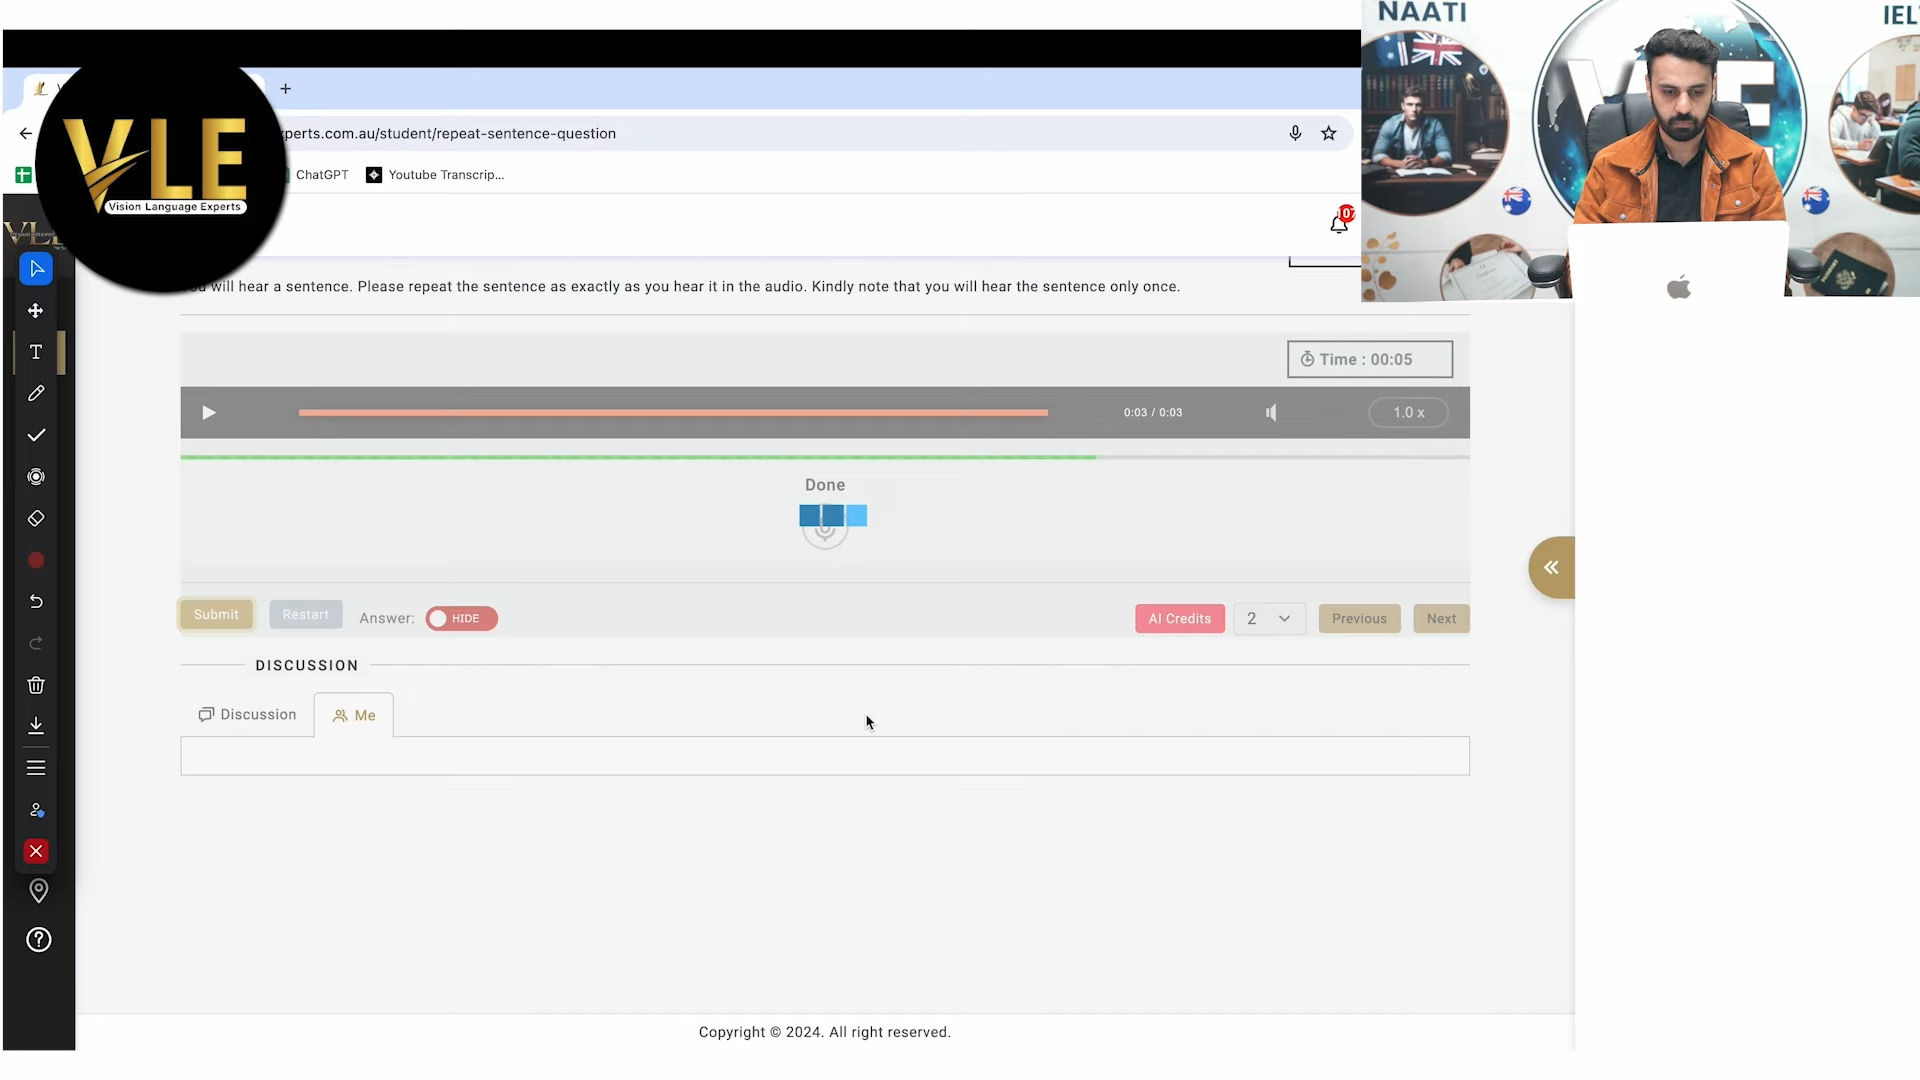 NAATI
IEL
VLE
Vision Language Experts
perts.com.au/student/repeat-sentence-question
ChatGPT
Youtube Transcrip...
107
will hear a sentence. Please repeat the sentence as exactly as you hear it in the audio. Kindly note that you will hear the sentence only once.
Time : 00:05
0:03 / 0:03
1.0 x
Done
Submit
Restart
Answer:
HIDE
AI Credits
2
Previous
Next
DISCUSSION
Discussion
Me
Copyright © 2024. All right reserved.